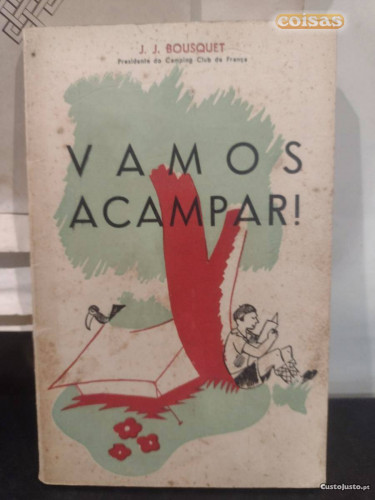 coisas
J. J. BOUSQUET
Presidente do Camping Club de França
VAMOS
ACAMPAR!
CustoJusto.pt